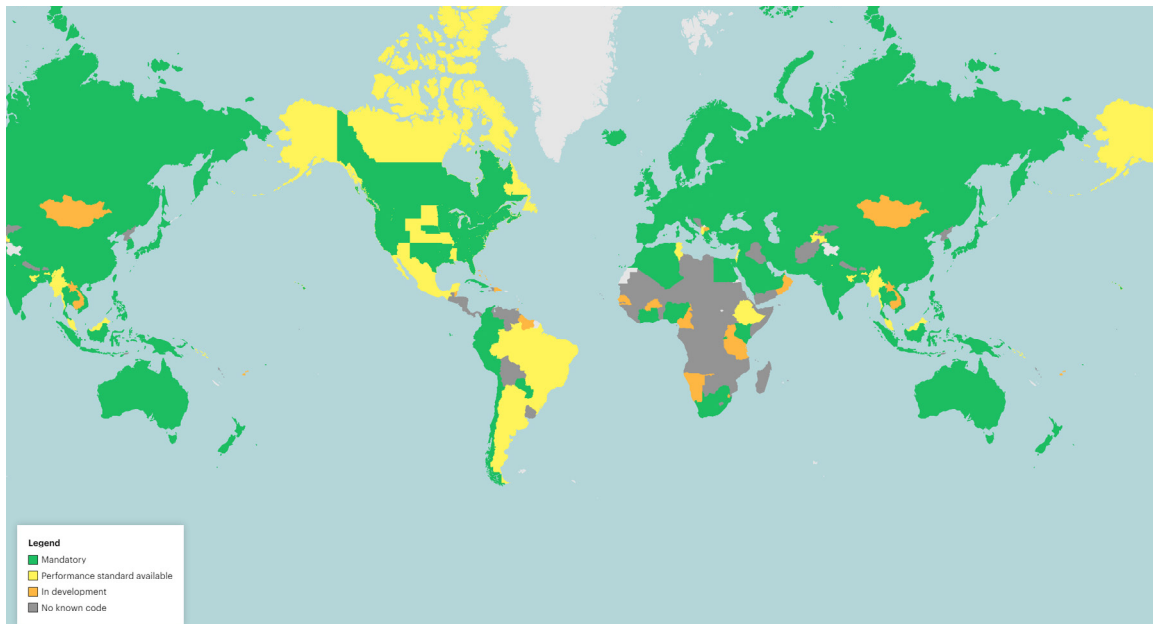 Legend
Mandatory
Performance standard available
In development
No known code